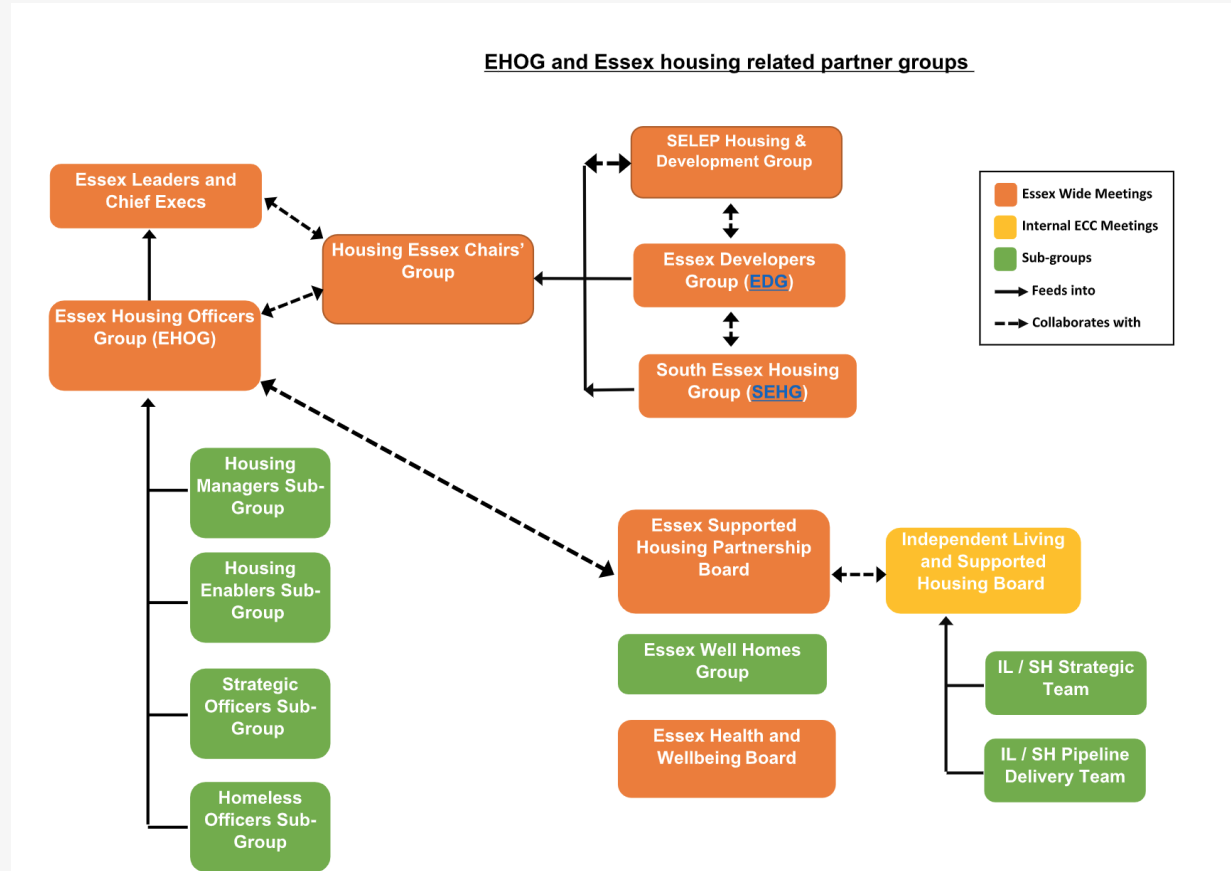 EHOG and Essex housing related partner groups
SELEP Housing &
Development Group
Essex Leaders and
Chief Execs
Essex Wide Meetings
Internal ECC Meetings
Sub-groups
Feeds into
Collaborates with
Housing Essex Chairs’
Group
Essex Developers
Group (EDG)
Essex Housing Officers
Group (EHOG)
South Essex Housing
Group (SEHG)
Housing
Managers Sub-
Group
Essex Supported
Housing Partnership
Board
Independent Living
and Supported
Housing Board
Housing
Enablers Sub-
Group
Essex Well Homes
Group
IL / SH Strategic
Team
Strategic
Officers Sub-
Group
Essex Health and
Wellbeing Board
IL / SH Pipeline
Delivery Team
Homeless
Officers Sub-
Group